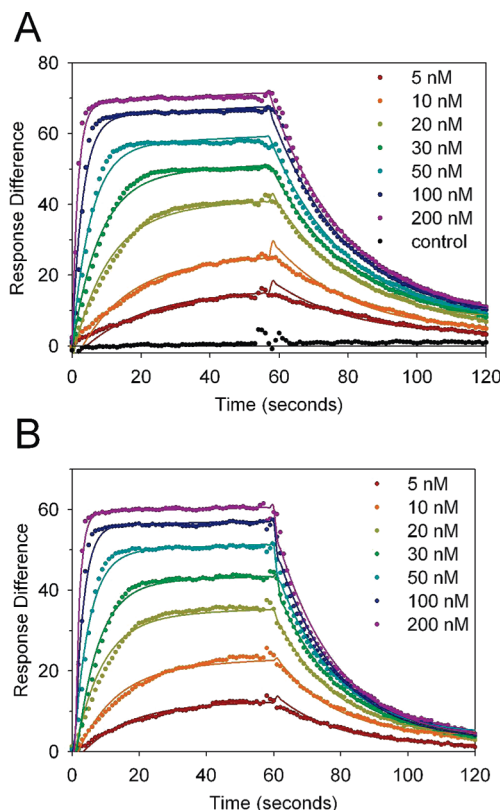 A
80
60
40
20
0
Response Difference
5 nM
10 nM
20 nM
30 nM
50 nM
100 nM
200 nM
control
0 20 40 60 80 100 120
Time (seconds)
B
60
40
20
0
Response Difference
5 nM
10 nM
20 nM
30 nM
50 nM
100 nM
200 nM
0 20 40 60 80 100 120
Time (seconds)